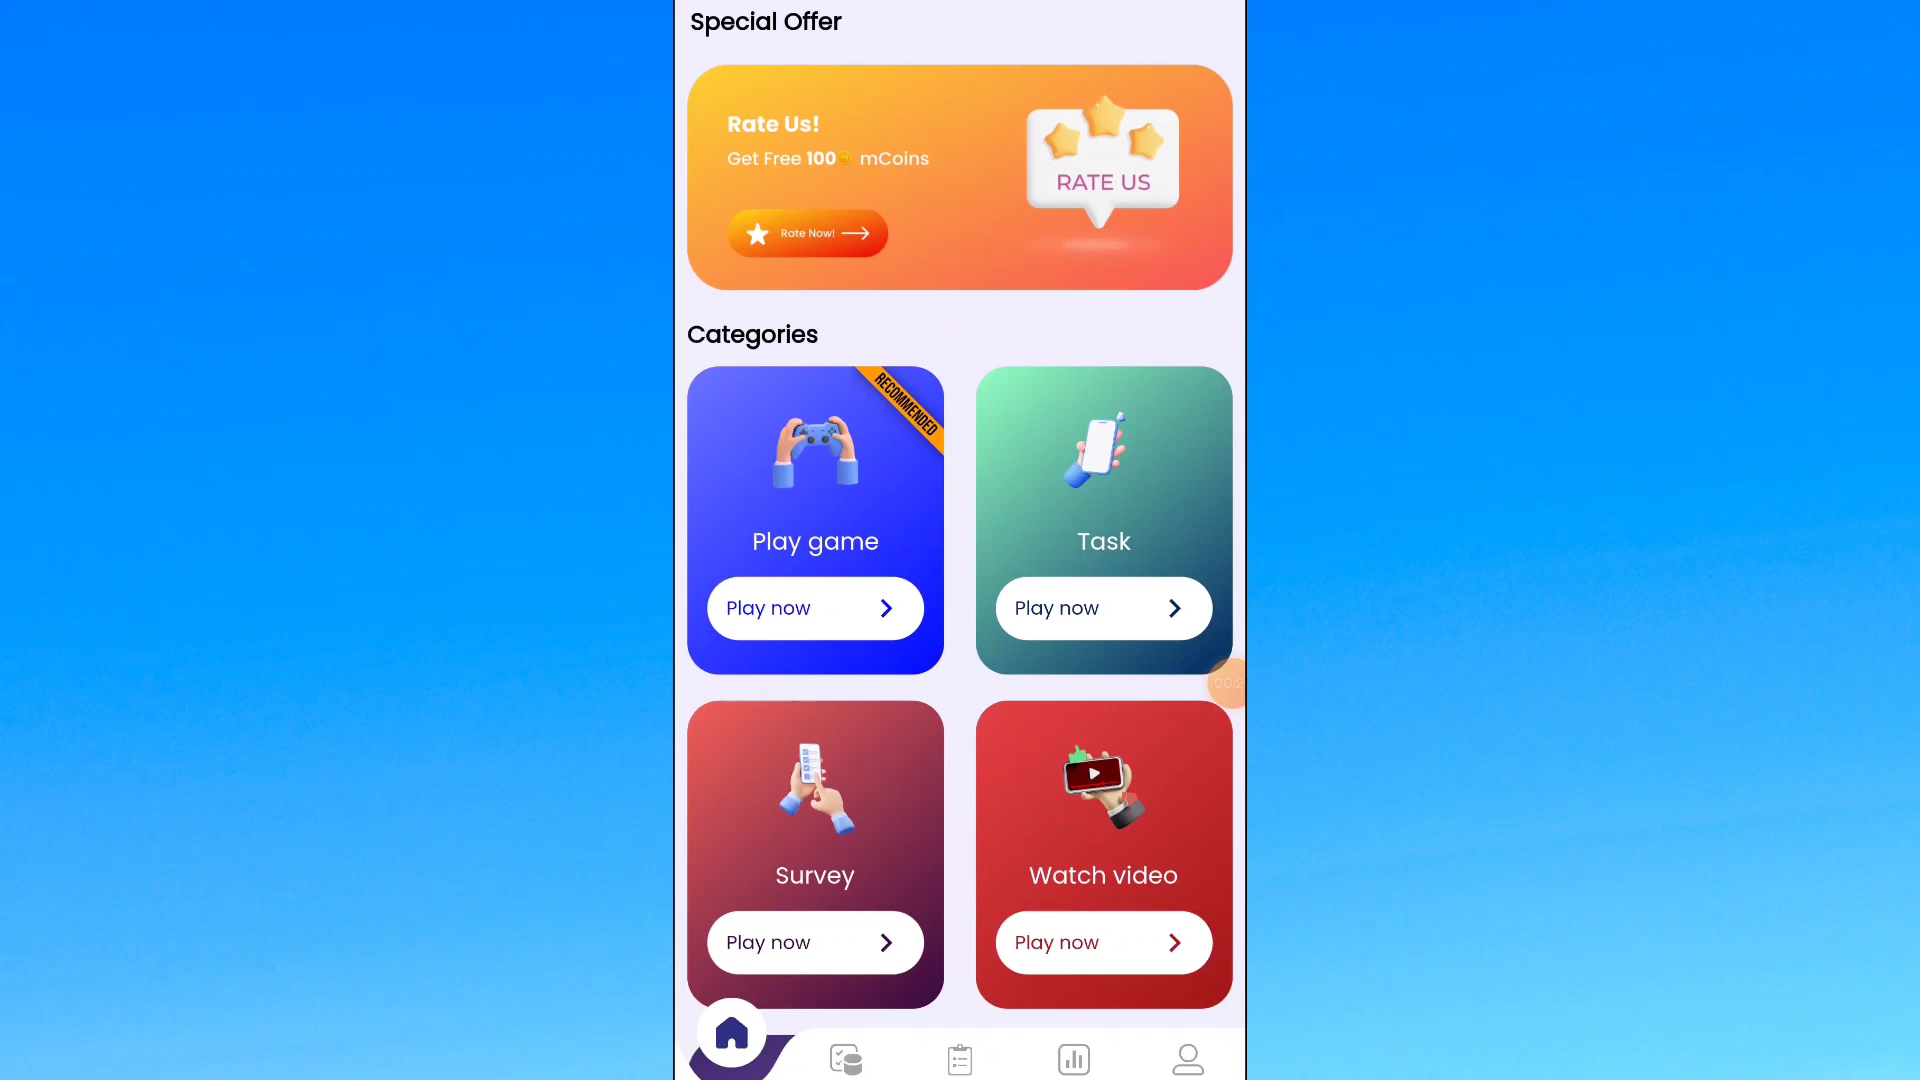 Special Offer
Rate Us!
Get Free 100 mCoins
RATE US
Rate Now!
Categories
RECOMMENDED
Play game
Task
Play now
Play now
Survey
Watch video
Play now
Play now